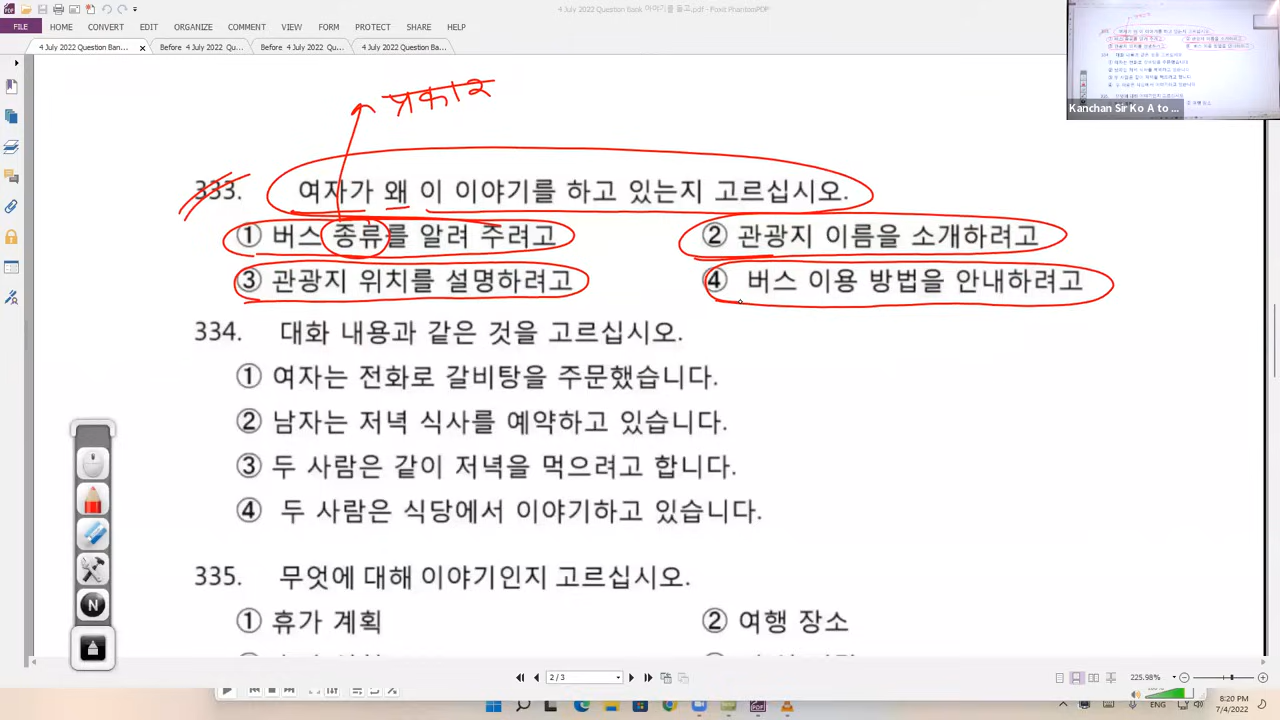 4 July 2022 Question Bank 이야기를 끌고.pdf - Foxit PhantomPDF
FILE HOME CONVERT EDIT ORGANIZE COMMENT VIEW FORM PROTECT SHARE HELP
4 July 2022 Question Ban... Before 4 July 2022 Qu... Before 4 July 2022 Qu... 4 July 2022 Question Ban...
Kanchan Sir Ko A to ...
प्रकार
333. 여자가 왜 이 이야기를 하고 있는지 고르십시오.
① 버스 종류를 알려 주려고 ② 관광지 이름을 소개하려고
③ 관광지 위치를 설명하려고 ④ 버스 이용 방법을 안내하려고
334. 대화 내용과 같은 것을 고르십시오.
① 여자는 전화로 갈비탕을 주문했습니다.
② 남자는 저녁 식사를 예약하고 있습니다.
③ 두 사람은 같이 저녁을 먹으려고 합니다.
④ 두 사람은 식당에서 이야기하고 있습니다.
335. 무엇에 대해 이야기인지 고르십시오.
① 휴가 계획 ② 여행 장소
2 / 3 225.98%
8:20 PM
7/4/2022